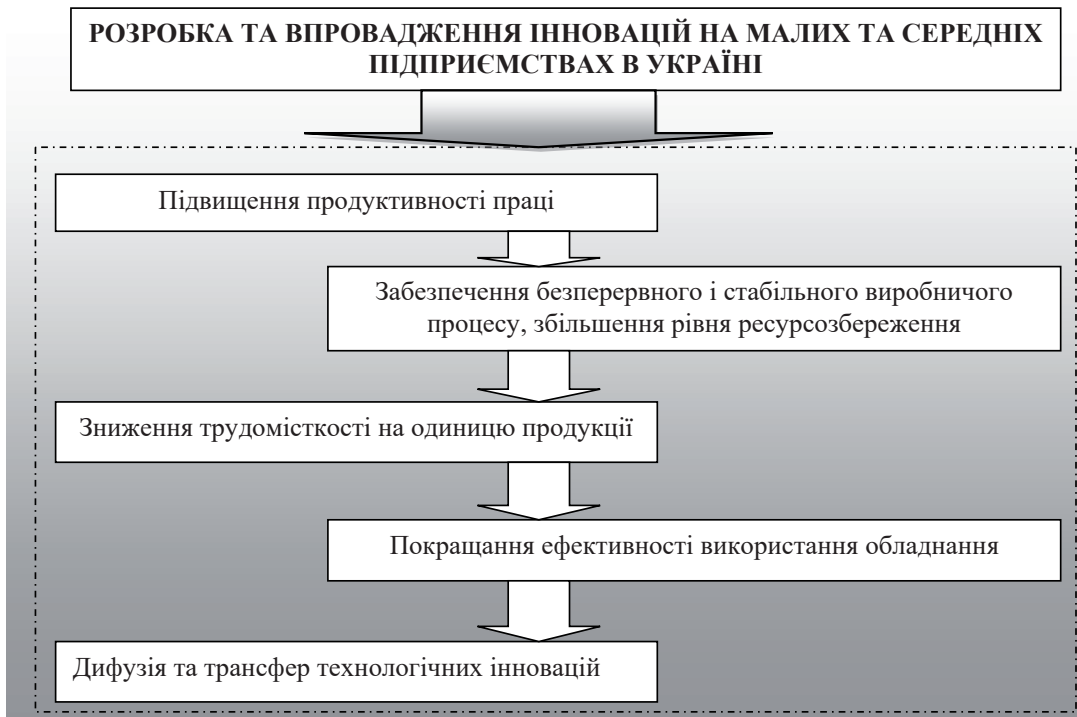 РОЗРОБКА ТА ВПРОВАДЖЕННЯ ІННОВАЦІЙ НА МАЛИХ ТА СЕРЕДНІХ
ПІДПРИЄМСТВАХ В УКРАЇНІ
Підвищення продуктивності праці
Забезпечення безперервного і стабільного виробничого
процесу, збільшення рівня ресурсозбереження
Зниження трудомісткості на одиницю продукції
Покращання ефективності використання обладнання
Дифузія та трансфер технологічних інновацій